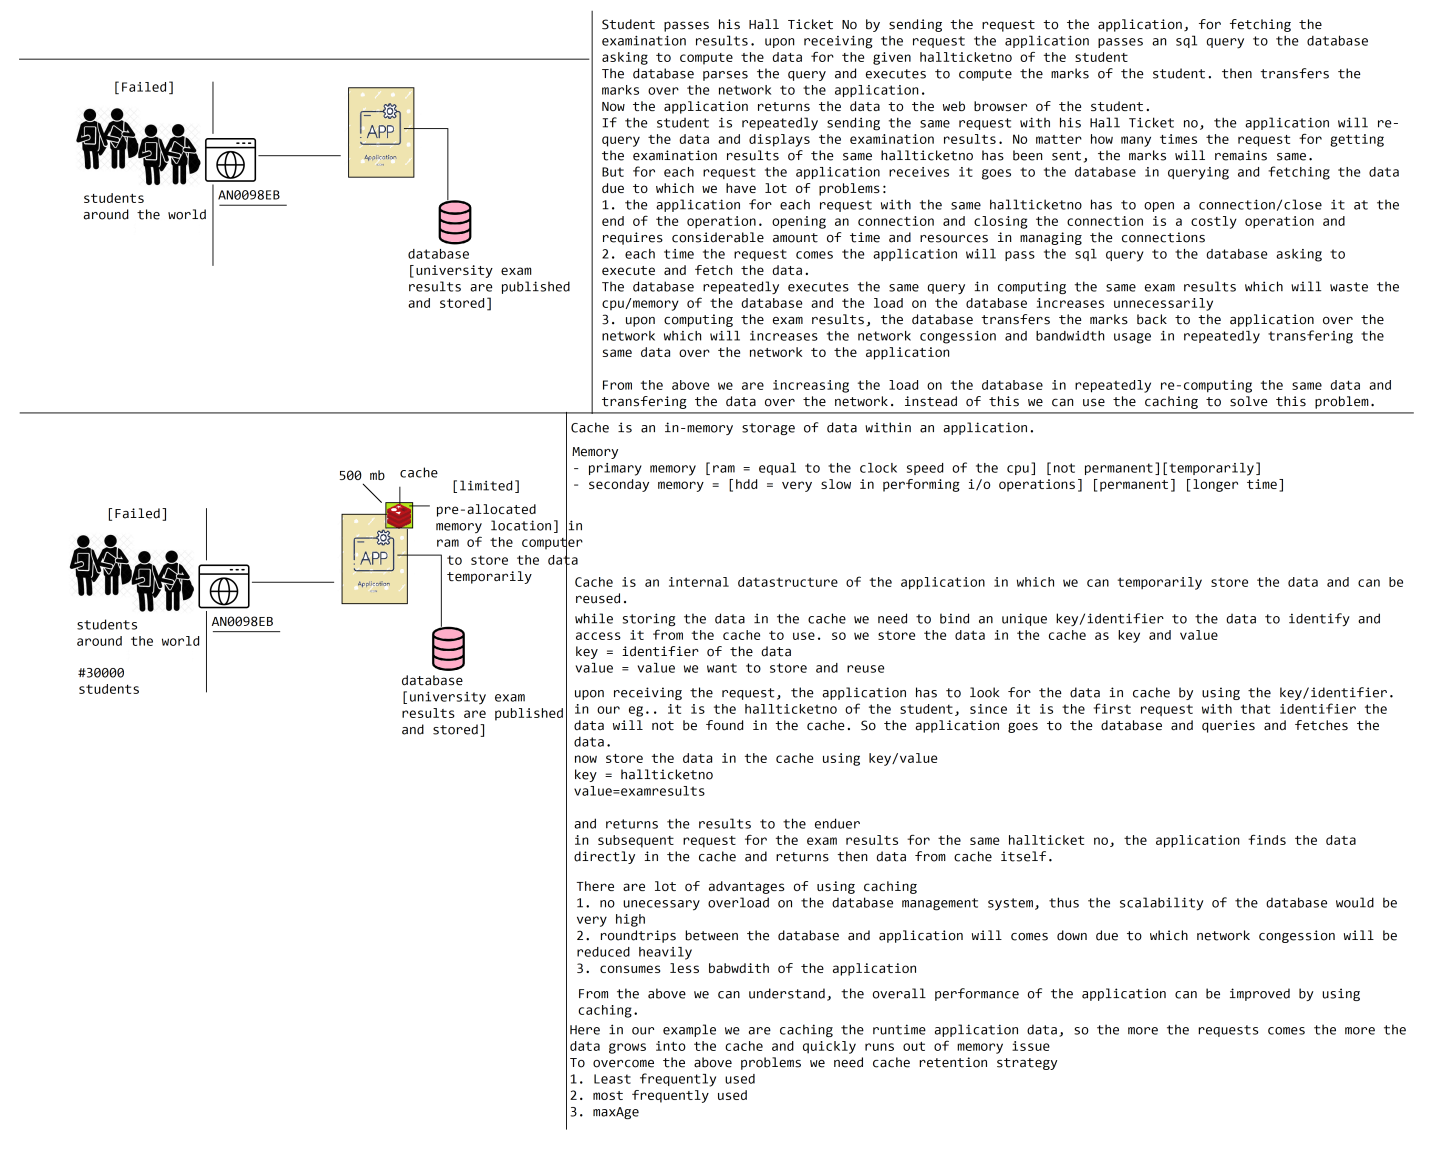 Student passes his Hall Ticket No by sending the request to the application, for fetching the
examination results. upon receiving the request the application passes an sql query to the database
asking to compute the data for the given hallticketno of the student
The database parses the query and executes to compute the marks of the student. then transfers the
marks over the network to the application.
Now the application returns the data to the web browser of the student.
If the student is repeatedly sending the same request with his Hall Ticket no, the application will re-
query the data and displays the examination results. No matter how many times the request for getting
the examination results of the same hallticketno has been sent, the marks will remains same.
But for each request the application receives it goes to the database in querying and fetching the data
due to which we have lot of problems:
1. the application for each request with the same hallticketno has to open a connection/close it at the
end of the operation. opening an connection and closing the connection is a costly operation and
requires considerable amount of time and resources in managing the connections
2. each time the request comes the application will pass the sql query to the database asking to
execute and fetch the data.
The database repeatedly executes the same query in computing the same exam results which will waste the
cpu/memory of the database and the load on the database increases unnecessarily
3. upon computing the exam results, the database transfers the marks back to the application over the
network which will increases the network congession and bandwidth usage in repeatedly transfering the
same data over the network to the application
From the above we are increasing the load on the database in repeatedly re-computing the same data and
transfering the data over the network. instead of this we can use the caching to solve this problem.
[Failed]
APP
Application
students
around the world
AN0098EB
database
[university exam
results are published
and stored]
Cache is an in-memory storage of data within an application.
Memory
- primary memory [ram = equal to the clock speed of the cpu] [not permanent][temporarily]
- seconday memory = [hdd = very slow in performing i/o operations] [permanent] [longer time]
500 mb
cache
[limited]
pre-allocated
memory location] in
ram of the computer
to store the data
temporarily
[Failed]
APP
Application
students
around the world
AN0098EB
#30000
students
database
[university exam
results are published
and stored]
Cache is an internal datastructure of the application in which we can temporarily store the data and can be
reused.
while storing the data in the cache we need to bind an unique key/identifier to the data to identify and
access it from the cache to use. so we store the data in the cache as key and value
key = identifier of the data
value = value we want to store and reuse
upon receiving the request, the application has to look for the data in cache by using the key/identifier.
in our eg.. it is the hallticketno of the student, since it is the first request with that identifier the
data will not be found in the cache. So the application goes to the database and queries and fetches the
data.
now store the data in the cache using key/value
key = hallticketno
value=examresults
and returns the results to the enduer
in subsequent request for the exam results for the same hallticket no, the application finds the data
directly in the cache and returns then data from cache itself.
There are lot of advantages of using caching
1. no unecessary overload on the database management system, thus the scalability of the database would be
very high
2. roundtrips between the database and application will comes down due to which network congession will be
reduced heavily
3. consumes less babwdith of the application
From the above we can understand, the overall performance of the application can be improved by using
caching.
Here in our example we are caching the runtime application data, so the more the requests comes the more the
data grows into the cache and quickly runs out of memory issue
To overcome the above problems we need cache retention strategy
1. Least frequently used
2. most frequently used
3. maxAge